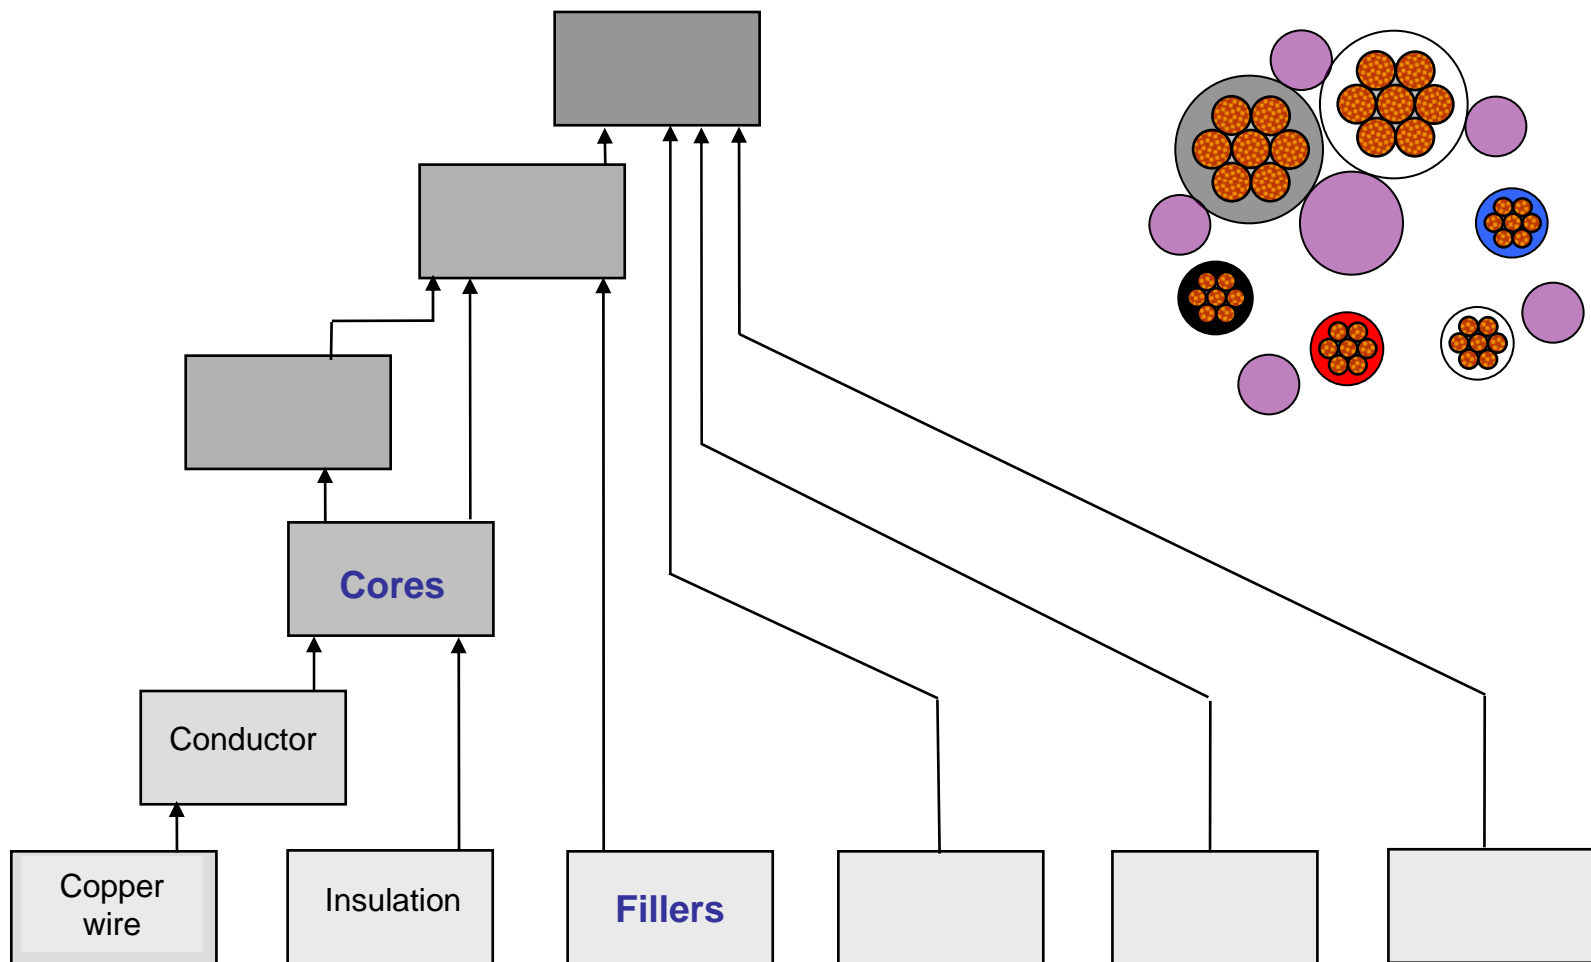 Cores
Conductor
Copper
wire
Insulation
Fillers